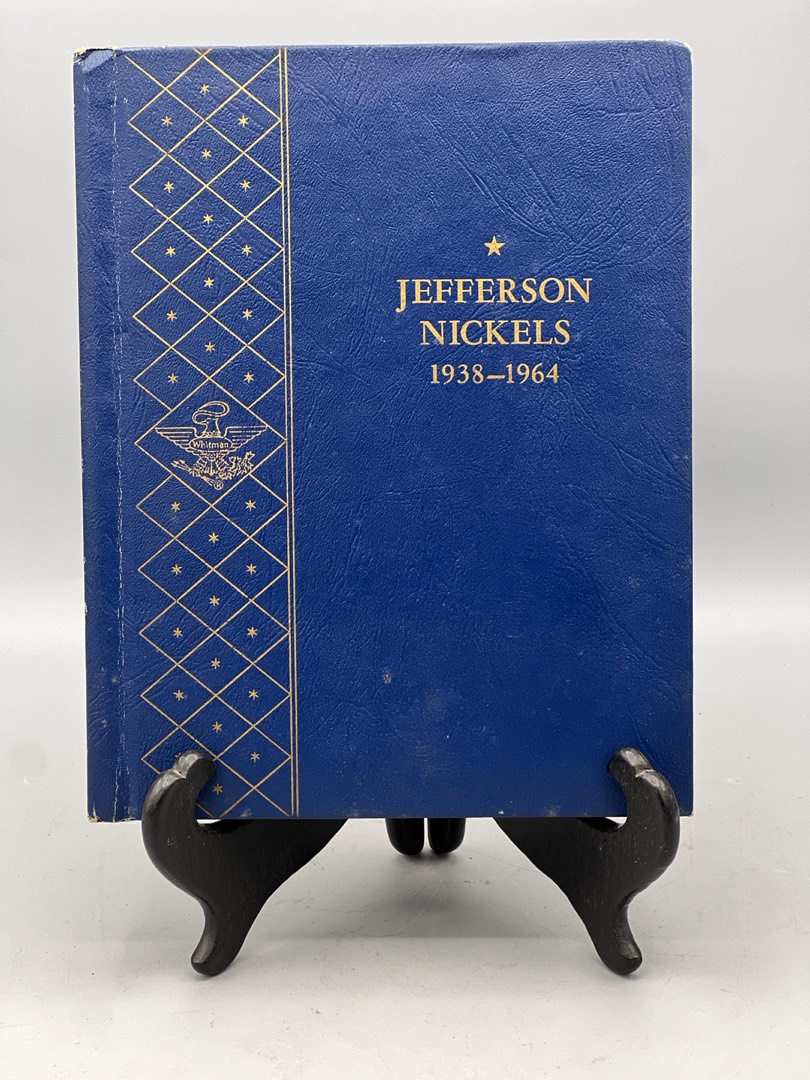 JEFFERSON
NICKELS
1938–1964
Whitman
®